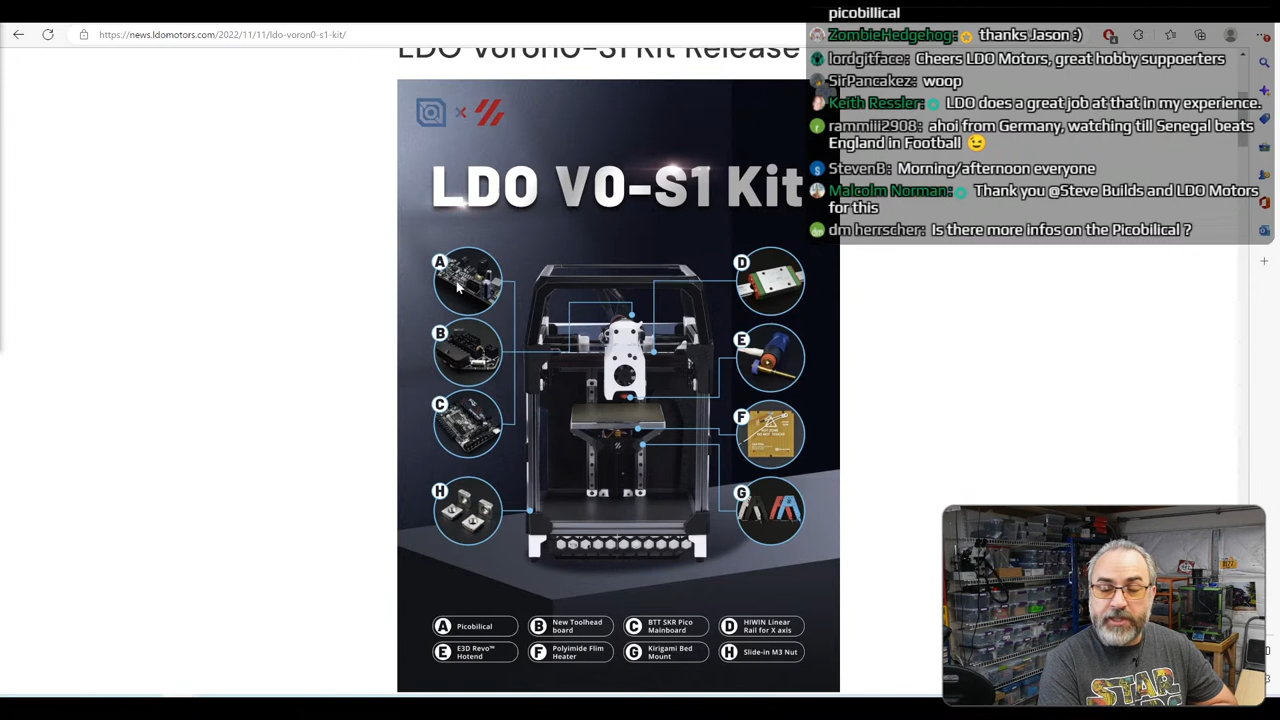 picobillical
https://news.ldomotors.com/2022/11/11/ldo-voron0-s1-kit/
ZombieHedgehog: thanks Jason :)
lordgitface: Cheers LDO Motors, great hobby suppoerters
SirPancakez: woop
Keith Ressler: LDO does a great job at that in my experience.
rammiii2908: ahoi from Germany, watching till Senegal beats
England in Football 😉
StevenB: Morning/afternoon everyone
Malcolm Norman: Thank you @Steve Builds and LDO Motors
for this
dm herrscher: Is there more infos on the Picobilical ?
LDO Voron0-S1 Kit Release
LDO V0-S1 Kit
A
D
B
E
C
F
H
G
A Picobilical
B New Toolhead
board
C BTT SKR Pico
Mainboard
D HIWIN Linear
Rail for X axis
E E3D Revo™
Hotend
F Polyimide Flim
Heater
G Kirigami Bed
Mount
H Slide-in M3 Nut
STAR